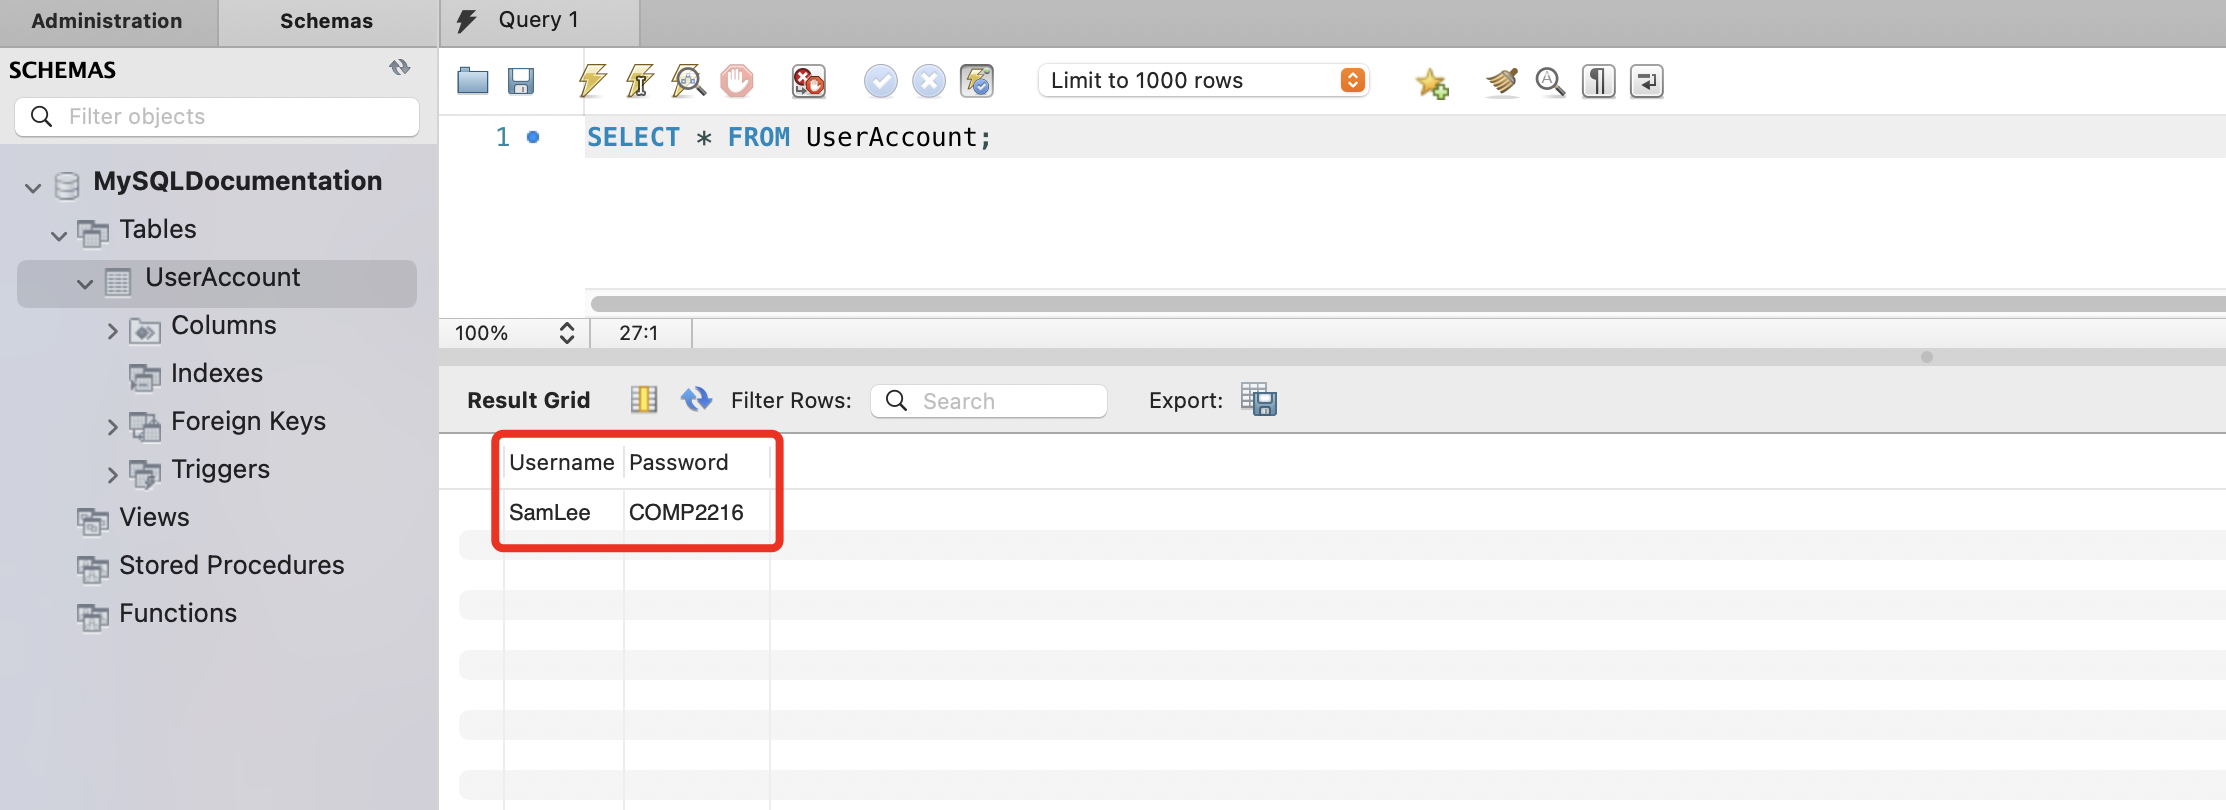 Administration
Schemas
Query 1
SCHEMAS
Filter objects
Limit to 1000 rows
1
SELECT * FROM UserAccount;
MySQLDocumentation
Tables
UserAccount
Columns
Indexes
Foreign Keys
Triggers
Views
Stored Procedures
Functions
100%
27:1
Result Grid
Filter Rows:
Search
Export:
Username Password
SamLee COMP2216